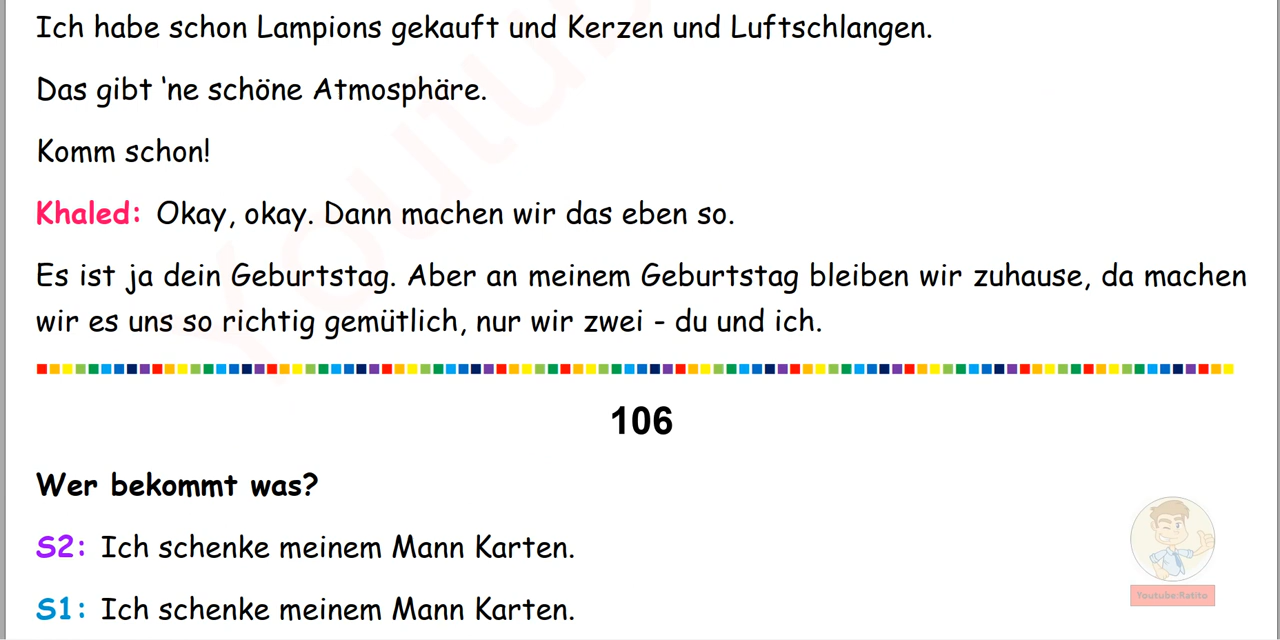 Ich habe schon Lampions gekauft und Kerzen und Luftschlangen.
Das gibt ‛ne schöne Atmosphäre.
Komm schon!
Khaled: Okay, okay. Dann machen wir das eben so.
Es ist ja dein Geburtstag. Aber an meinem Geburtstag bleiben wir zuhause, da machen
wir es uns so richtig gemütlich, nur wir zwei - du und ich.
106
Wer bekommt was?
S2: Ich schenke meinem Mann Karten.
S1: Ich schenke meinem Mann Karten.
Youtube:Ratito
Youtub